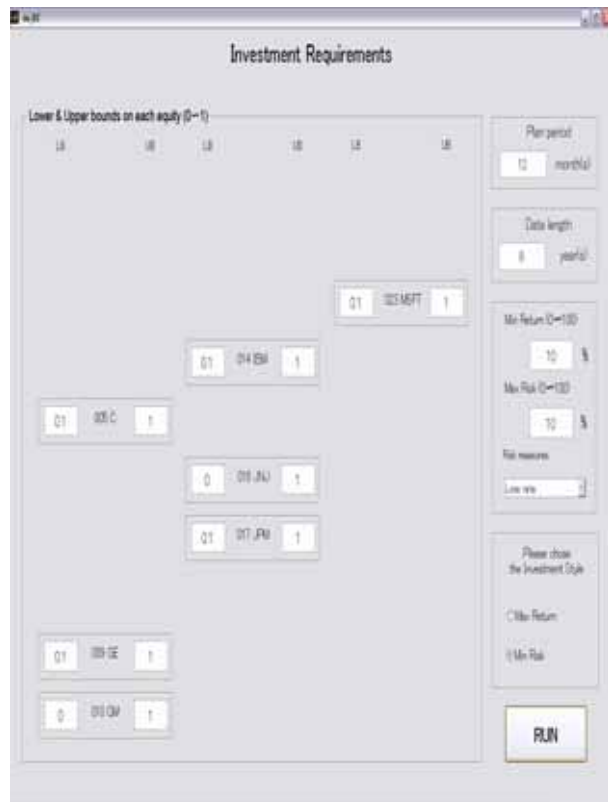 Investment Requirements
Lower & Upper bounds on each equity (0~1)
LB UB LB UB LB UB
Plan period
12 month(s)
Data length
8 year(s)
0.1 023 MSFT 1
Min Return (0~100)
10 %
0.1 014 IBM 1
Max Risk (0~100)
10 %
0.1 005 C 1
Risk measures
Low rate
0 016 JNJ 1
0.1 017 JPM 1
Please chose
the Investment Style
Max Return
Min Risk
0.1 009 GE 1
0 010 GM 1
RUN